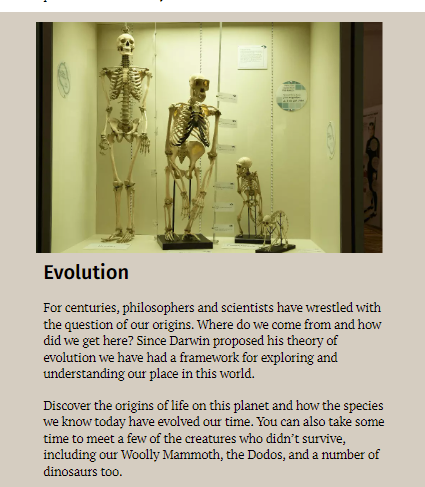 Evolution
For centuries, philosophers and scientists have wrestled with
the question of our origins. Where do we come from and how
did we get here? Since Darwin proposed his theory of
evolution we have had a framework for exploring and
understanding our place in this world.
Discover the origins of life on this planet and how the species
we know today have evolved our time. You can also take some
time to meet a few of the creatures who didn’t survive,
including our Woolly Mammoth, the Dodos, and a number of
dinosaurs too.